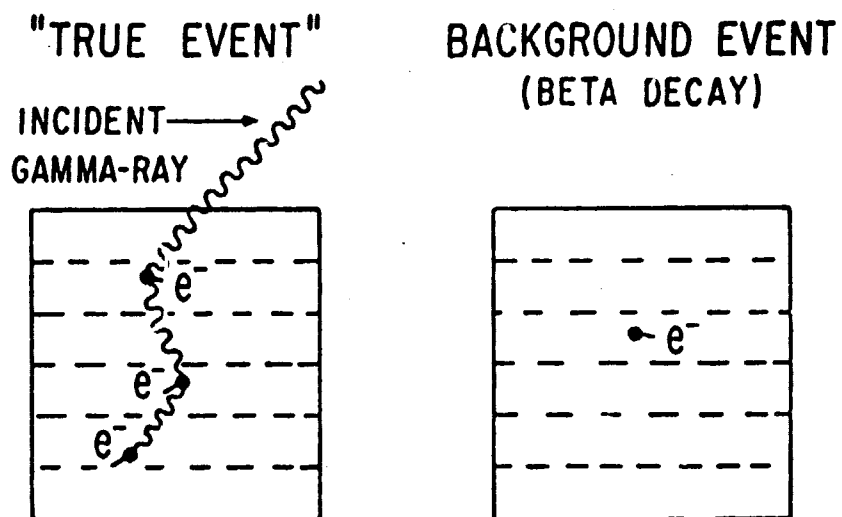 "TRUE EVENT"
INCIDENT
GAMMA-RAY
e⁻
e⁻
e⁻
BACKGROUND EVENT
(BETA DECAY)
e⁻